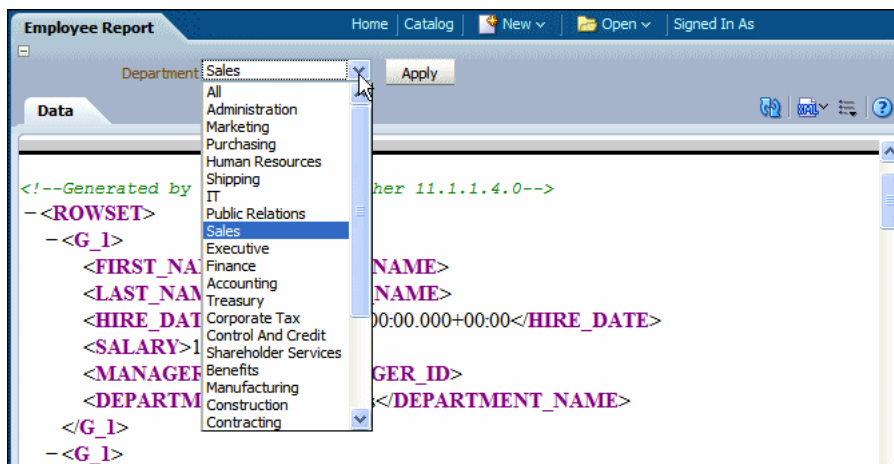 Employee Report
Home Catalog New Open Signed In As
Department Sales Apply
All
Administration
Marketing
Purchasing
Human Resources
Shipping
IT
Public Relations
Sales
Executive
Finance
Accounting
Treasury
Corporate Tax
Control And Credit
Shareholder Services
Benefits
Manufacturing
Construction
Contracting
Data
XML
<!--Generated by her 11.1.1.4.0-->
–<ROWSET>
–<G_1>
<FIRST_NA NAME>
<LAST_NAM NAME>
<HIRE_DAT 00:00.000+00:00</HIRE_DATE>
<SALARY>1
<MANAGER GER_ID>
<DEPARTM </DEPARTMENT_NAME>
</G_1>
–<G_1>